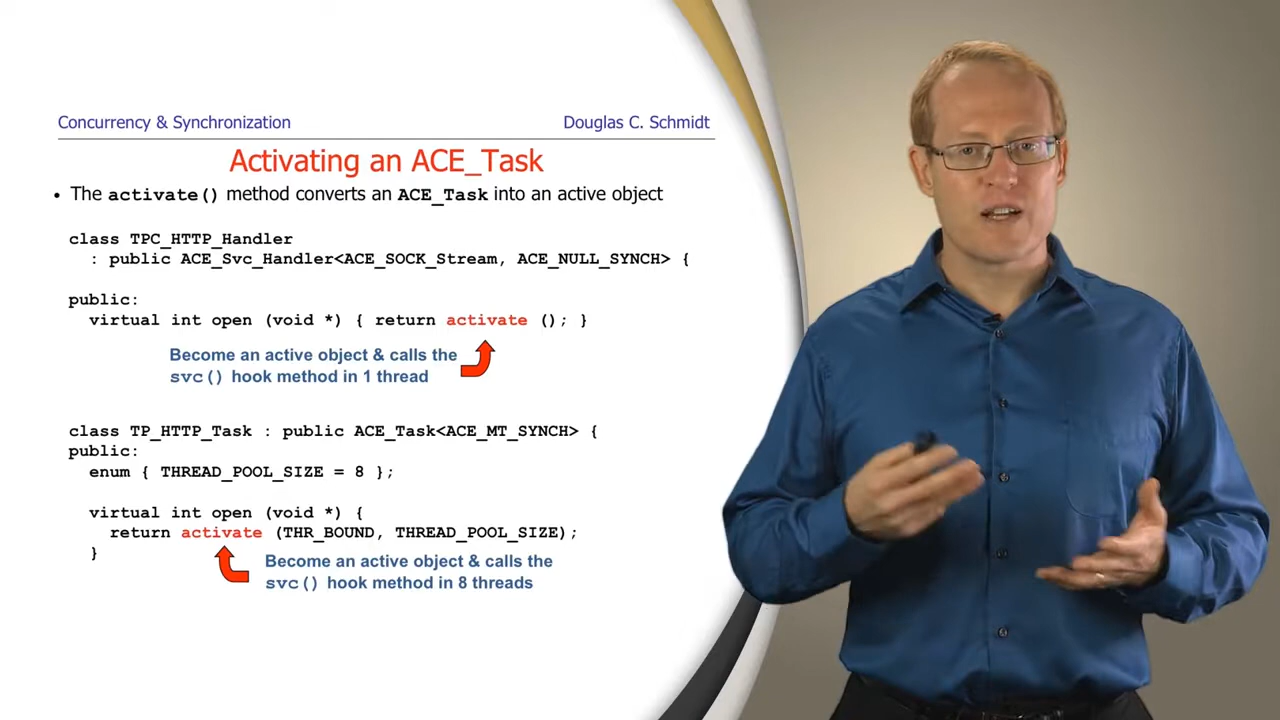 Concurrency & Synchronization Douglas C. Schmidt
Activating an ACE_Task
• The activate() method converts an ACE_Task into an active object
class TPC_HTTP_Handler
: public ACE_Svc_Handler<ACE_SOCK_Stream, ACE_NULL_SYNCH> {
public:
virtual int open (void *) { return activate (); }
Become an active object & calls the
svc() hook method in 1 thread
class TP_HTTP_Task : public ACE_Task<ACE_MT_SYNCH> {
public:
enum { THREAD_POOL_SIZE = 8 };
virtual int open (void *) {
return activate (THR_BOUND, THREAD_POOL_SIZE);
}
Become an active object & calls the
svc() hook method in 8 threads